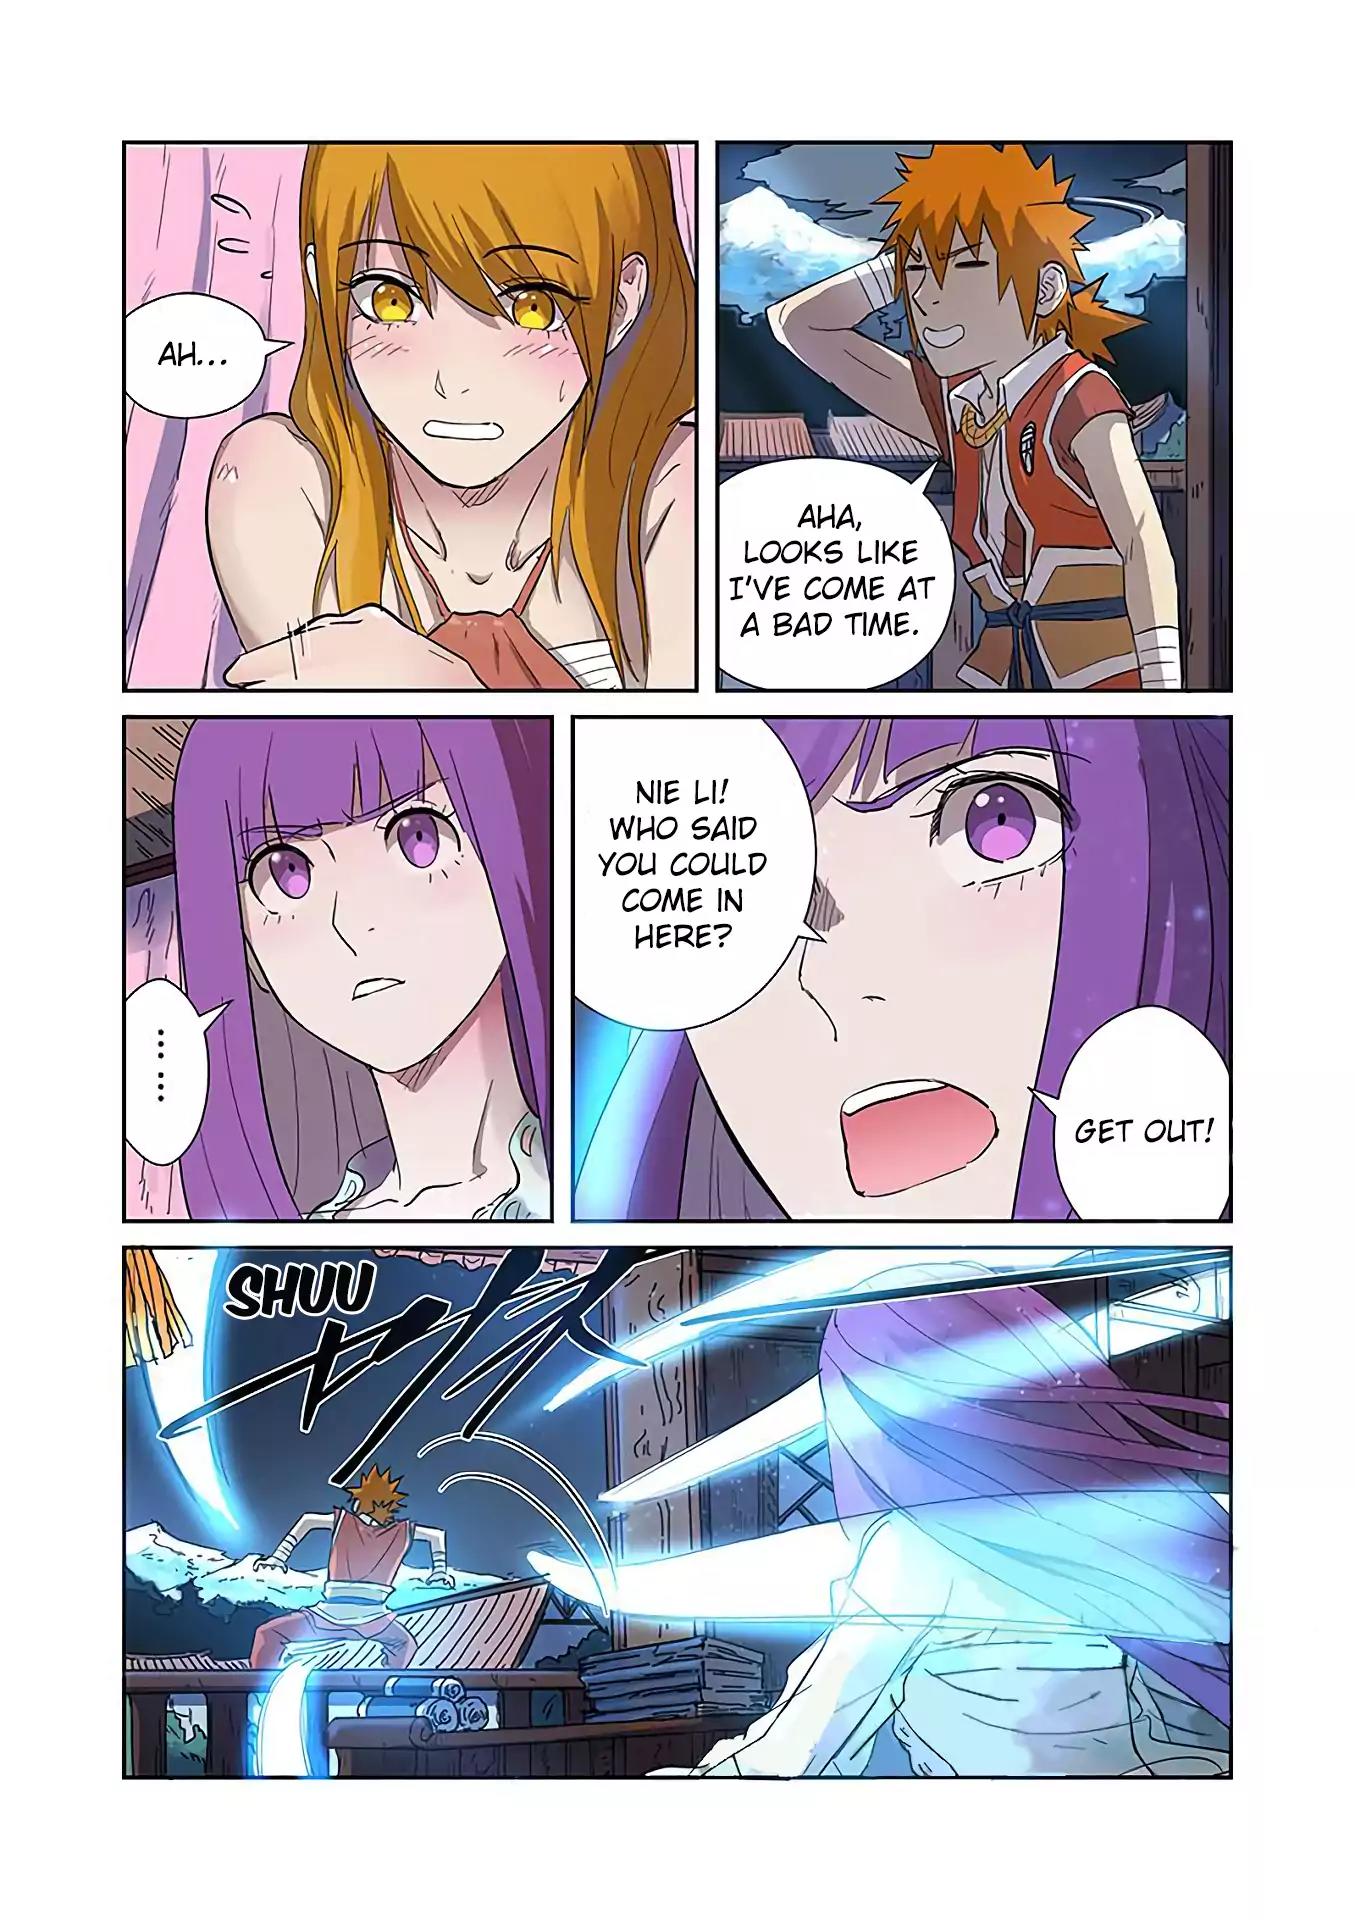 AH...
AHA,
LOOKS LIKE
I'VE COME AT
A BAD TIME.
......
NIE LI!
WHO SAID
YOU COULD
COME IN
HERE?
GET OUT!
SHUU